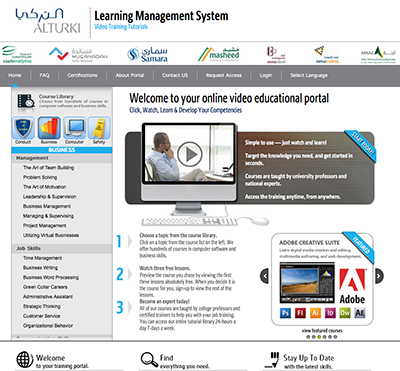 التركي
ALTURKI
Learning Management System
Video Training Tutorials
Samara
masheed
Home
FAQ
Certifications
About Portal
Contact US
Request Access
Login
Select Language
Course Library
Choose from hundreds of courses in
computer software and business skills.
Conduct
Business
Computer
Safety
BUSINESS
Management
The Art of Team Building
Problem Solving
The Art of Motivation
Leadership & Supervision
Business Management
Managing & Supervising
Project Management
Utilizing Virtual Businesses
Job Skills
Time Management
Business Writing
Business Word Processing
Green Collar Careers
Administrative Assistant
Strategic Thinking
Customer Service
Organizational Behavior
Welcome to your online video educational portal
Click, Watch, Learn & Develop Your Competencies
START RIGHT!
Simple to use — just watch and learn!
Target the knowledge you need, and get started in
seconds.
Courses are taught by university professors and
national experts.
Access the training anytime, from anywhere.
1
Choose a topic from the course library.
Click on a topic from the course list on the left. We
offer hundreds of courses in computer software and
business skills.
2
Watch three free lessons.
Preview the course you chose by viewing the
first three lessons absolutely free. When you decide it is
the course for you, sign-up to view the rest of the
lessons.
3
Become an expert today!
All of our courses are taught by college professors and
certified trainers to help you with your job training.
You can access our entire tutorial library 24-hours a
day 7-days a week.
FEATURED
ADOBE CREATIVE SUITE
Learn digital media creation and editing,
multimedia authoring, and web development.
Adobe
Ps
Fl
Ai
Id
Dw
view featured courses
Welcome
to your training portal.
Find
everything you need.
Stay Up To Date
with the latest skills.